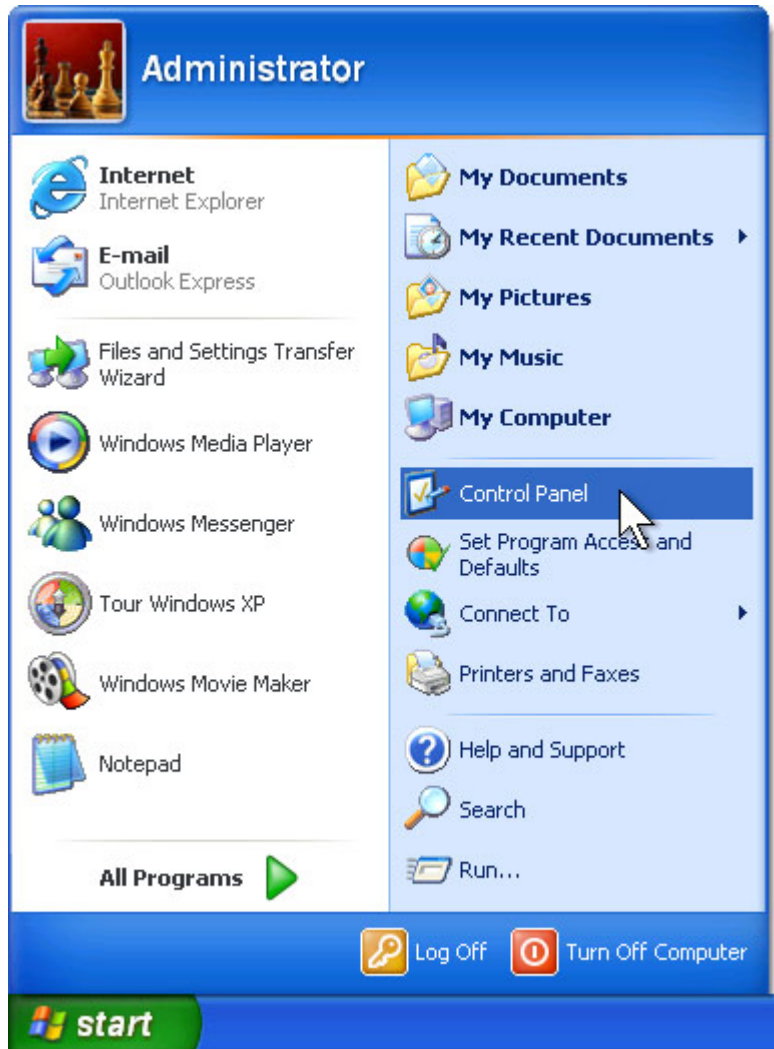 Administrator
Internet
Internet Explorer
E-mail
Outlook Express
Files and Settings Transfer
Wizard
Windows Media Player
Windows Messenger
Tour Windows XP
Windows Movie Maker
Notepad
All Programs
My Documents
My Recent Documents
My Pictures
My Music
My Computer
Control Panel
Set Program Access and
Defaults
Connect To
Printers and Faxes
Help and Support
Search
Run...
Log Off
Turn Off Computer
start